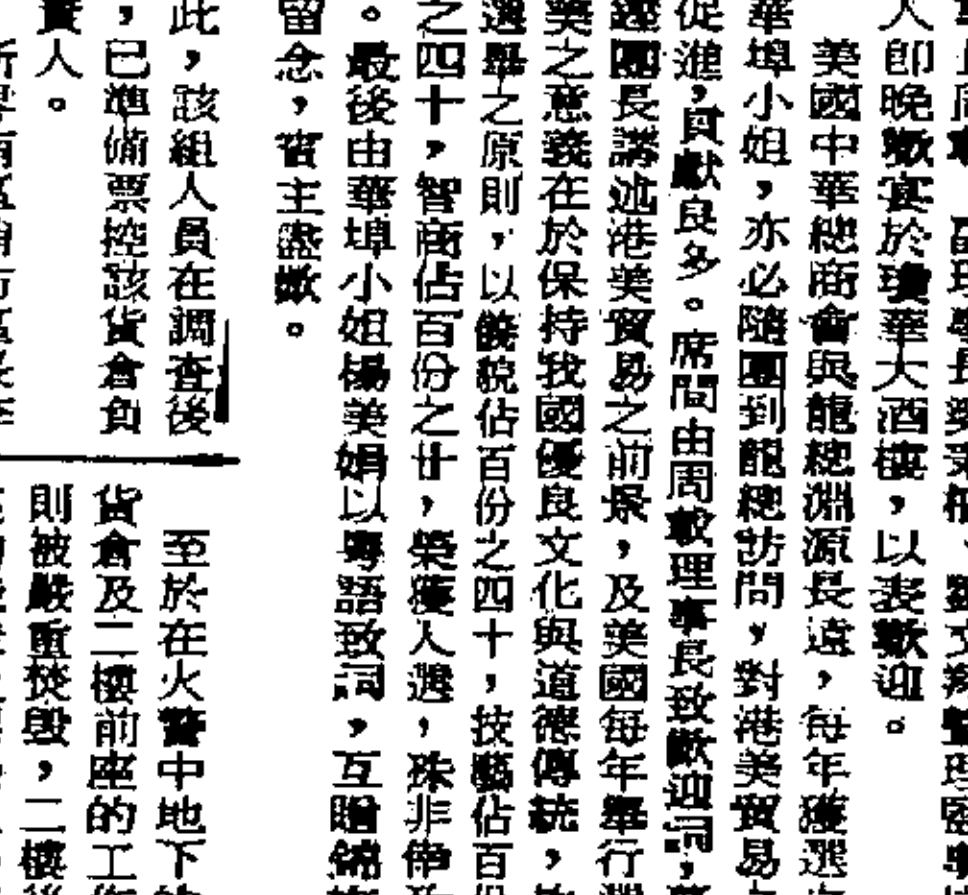 人即晚歡宴於瓊華大酒樓，以表歡迎。
美國中華總商會與龍總淵源長遠，每年獲選
華埠小姐，亦必隨團到龍總訪問，對港美貿易
促進，貢獻良多。席間由周敏理事長致歡迎詞，
團長講述港美貿易之前景，及美國每年舉行
美之意義在於保持我國優良文化與道德傳統，
選舉之原則，以儀貌佔百份之四十，技藝佔百
之四十，智商佔百份之廿，榮獲人選，殊非倖
。最後由華埠小姐楊美娟以粵語致詞，互贈錦
留念，賓主盡歡。
此，該組人員在調查後
，已準備票控該貨倉負
責人。
至於在火警中地下
貨倉及二樓前座的工
則被嚴重焚毀，二樓